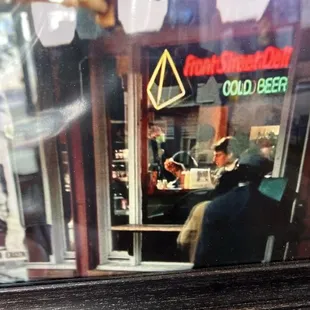 Front Street Deli
COLD BEER